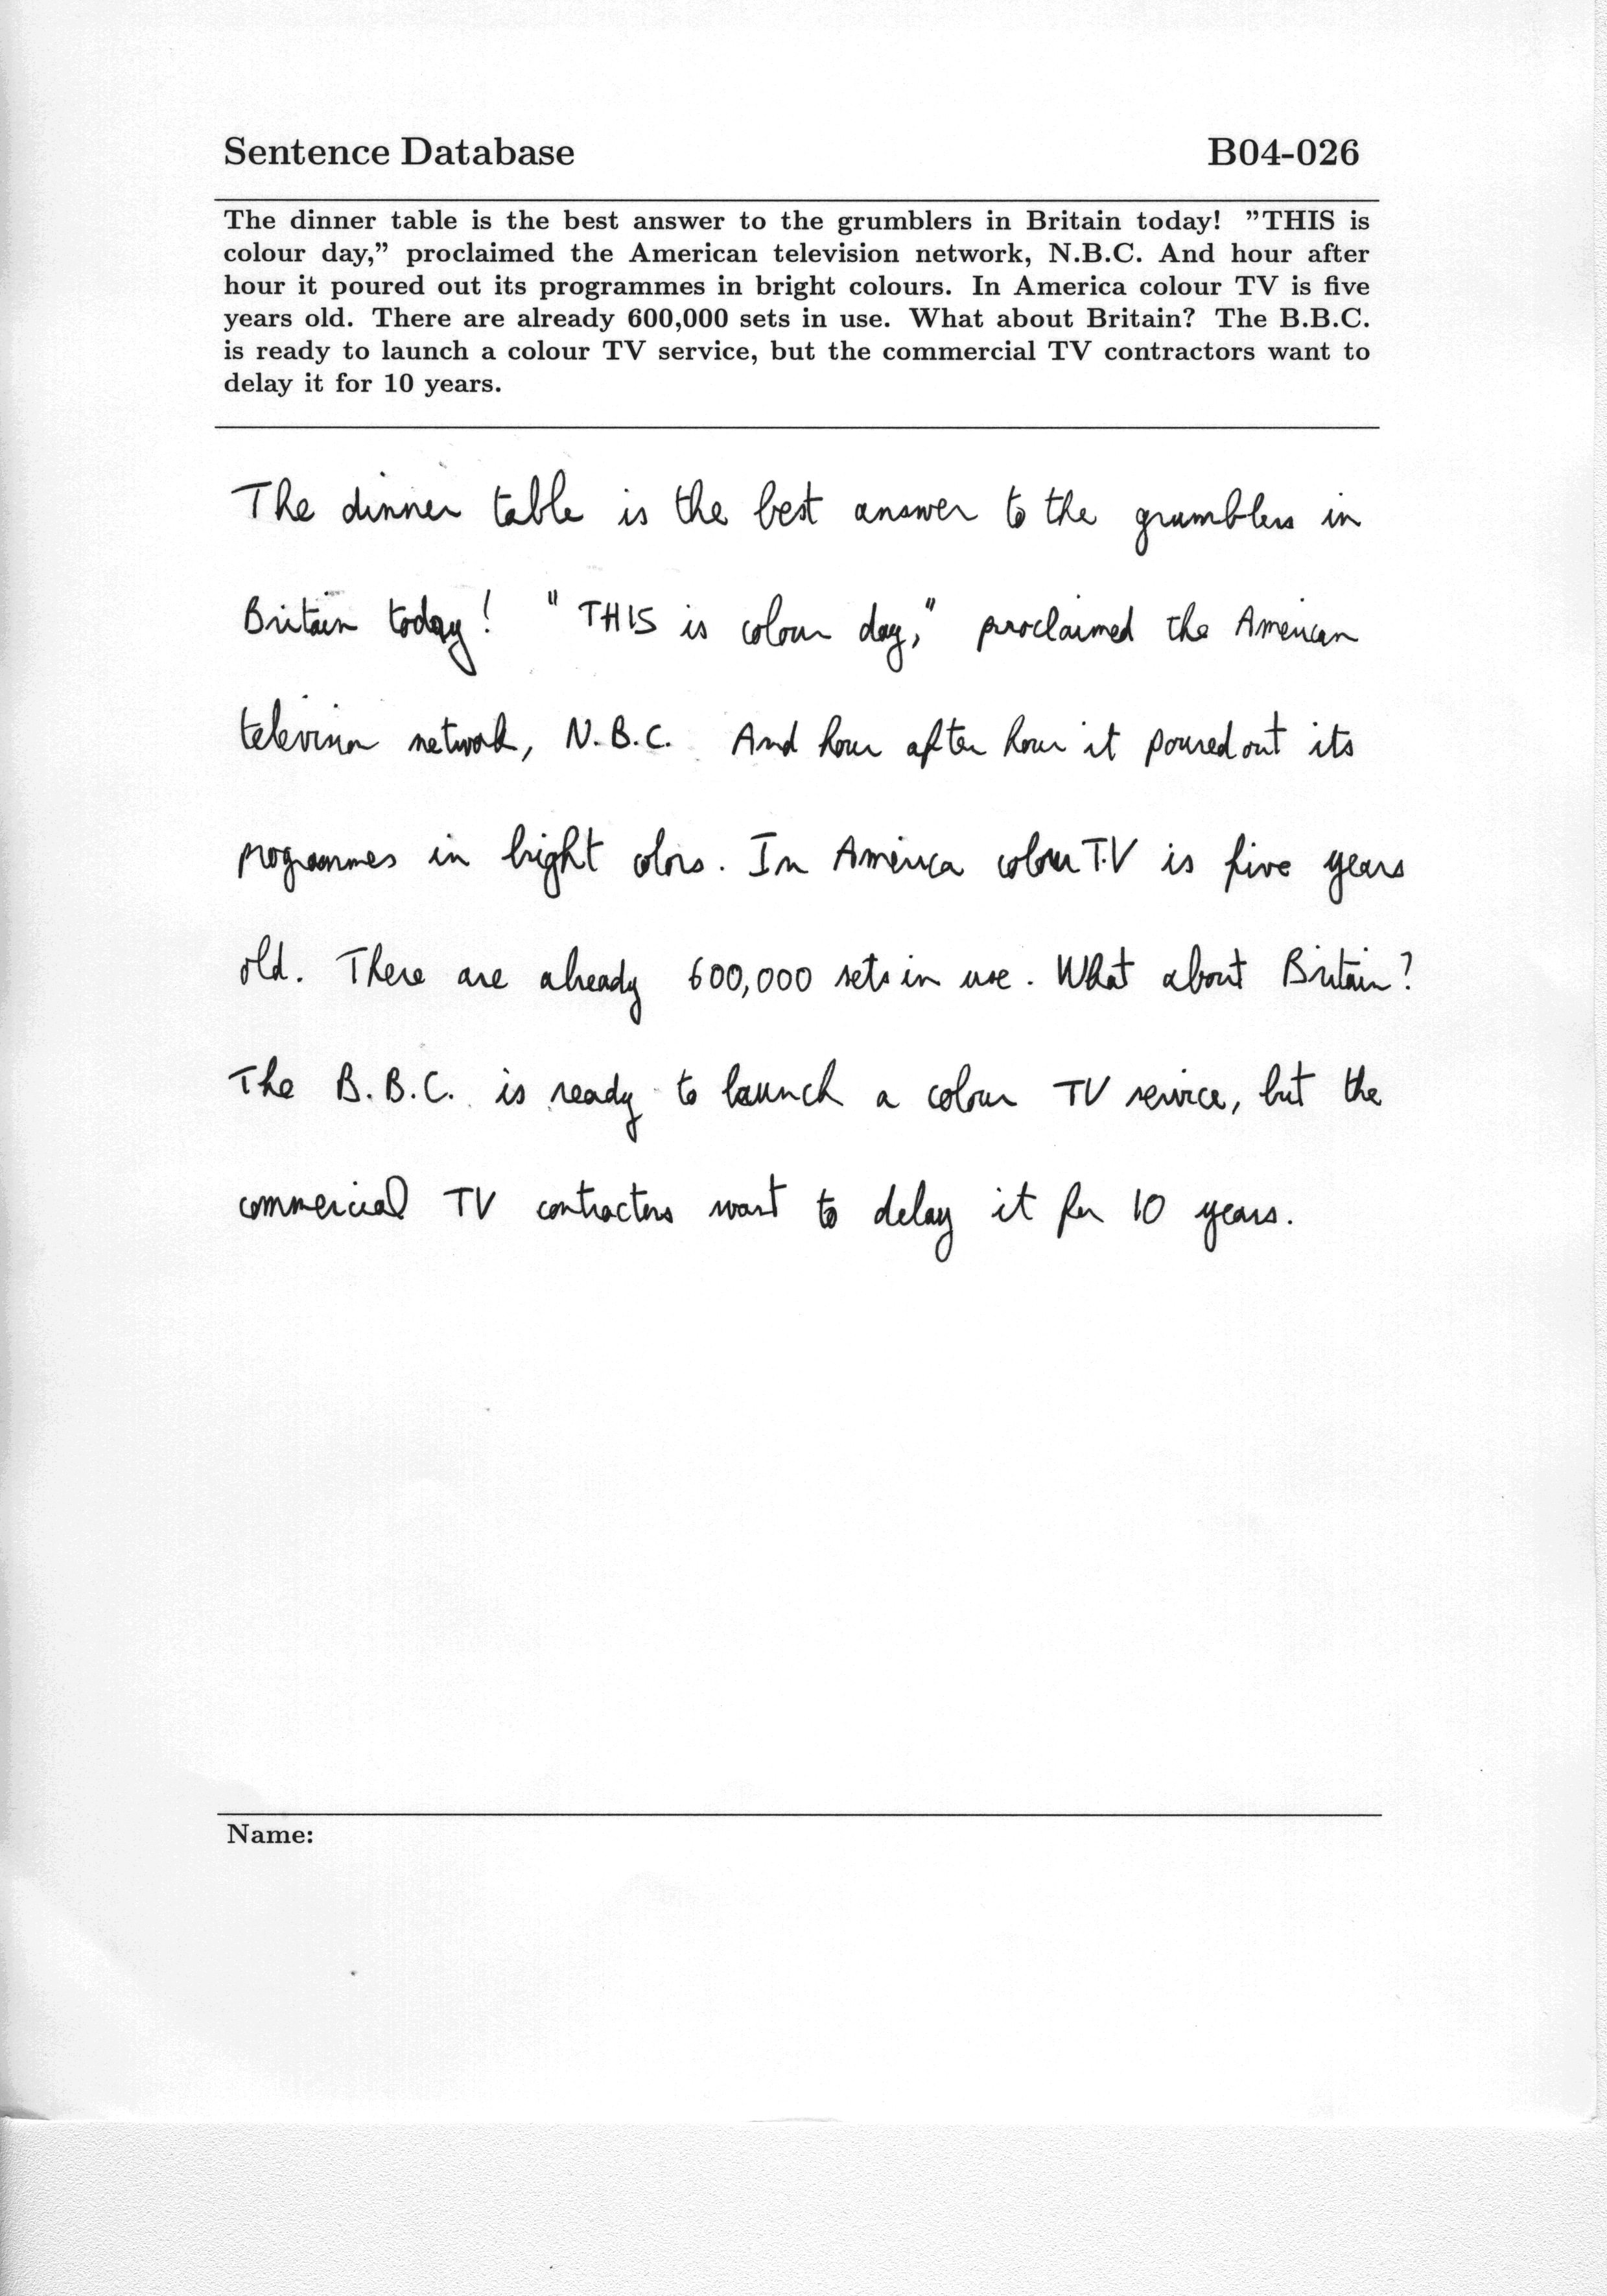 Sentence Database B04-026
The dinner table is the best answer to the grumblers in Britain today! "THIS is
colour day," proclaimed the American television network, N.B.C. And hour after
hour it poured out its programmes in bright colours. In America colour TV is five
years old. There are already 600,000 sets in use. What about Britain? The B.B.C.
is ready to launch a colour TV service, but the commercial TV contractors want to
delay it for 10 years.
The dinner table is the best answer to the grumblers in
Britain today! "THIS is colour day," proclaimed the American
television network, N.B.C. And hour after hour it poured out its
programmes in bright colors. In America colour T.V is five years
old. There are already 600,000 sets in use. What about Britain?
The B.B.C. is ready to launch a colour TV service, but the
commercial TV contractors want to delay it for 10 years.
Name: